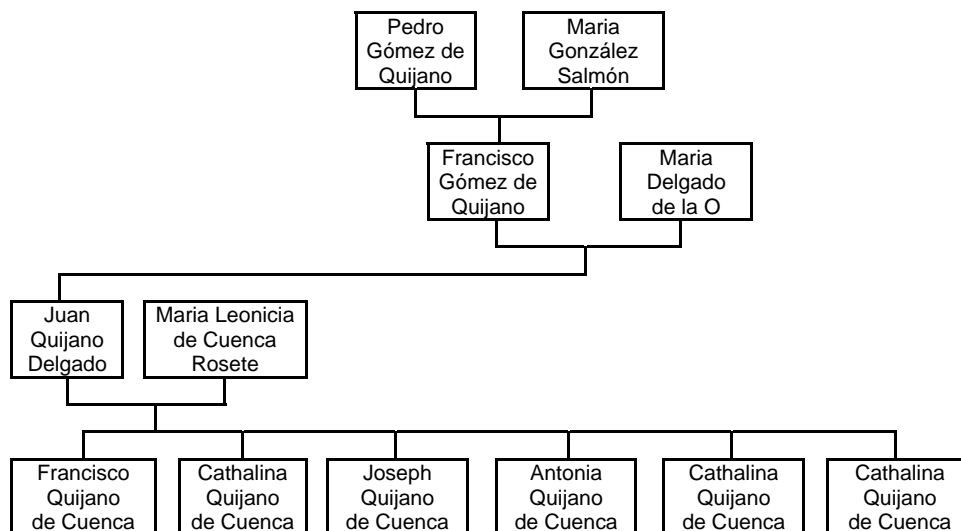 Pedro
Gómez de
Quijano
Maria
González
Salmón
Francisco
Gómez de
Quijano
Maria
Delgado
de la O
Juan
Quijano
Delgado
Maria Leonicia
de Cuenca
Rosete
Francisco
Quijano
de Cuenca
Cathalina
Quijano
de Cuenca
Joseph
Quijano
de Cuenca
Antonia
Quijano
de Cuenca
Cathalina
Quijano
de Cuenca
Cathalina
Quijano
de Cuenca